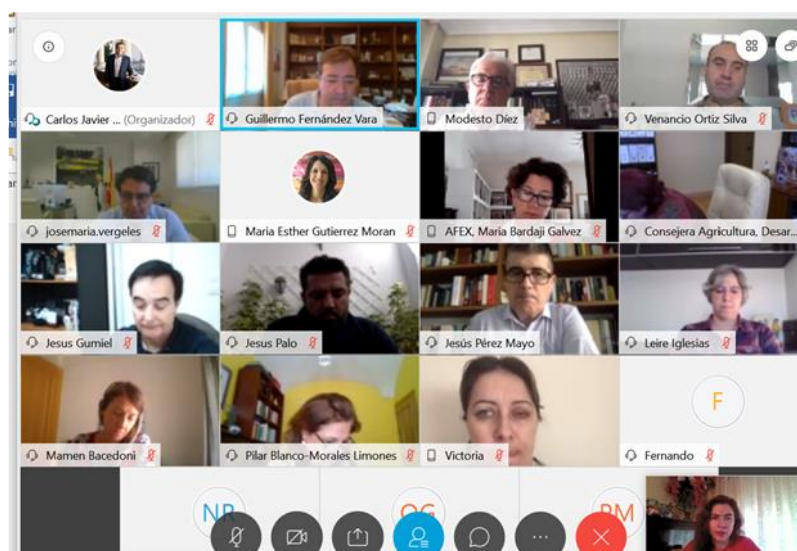 Carlos Javier ... (Organizador)
Guillermo Fernández Vara
Modesto Díez
Venancio Ortiz Silva
josemaria.vergeles
Maria Esther Gutierrez Moran
AFEX, Maria Bardaji Galvez
Consejera Agricultura, Desar...
Jesus Gumiel
Jesus Palo
Jesús Pérez Mayo
Leire Iglesias
Mamen Bacedoni
Pilar Blanco-Morales Limones
Victoria
F
Fernando
NR
OG
RM